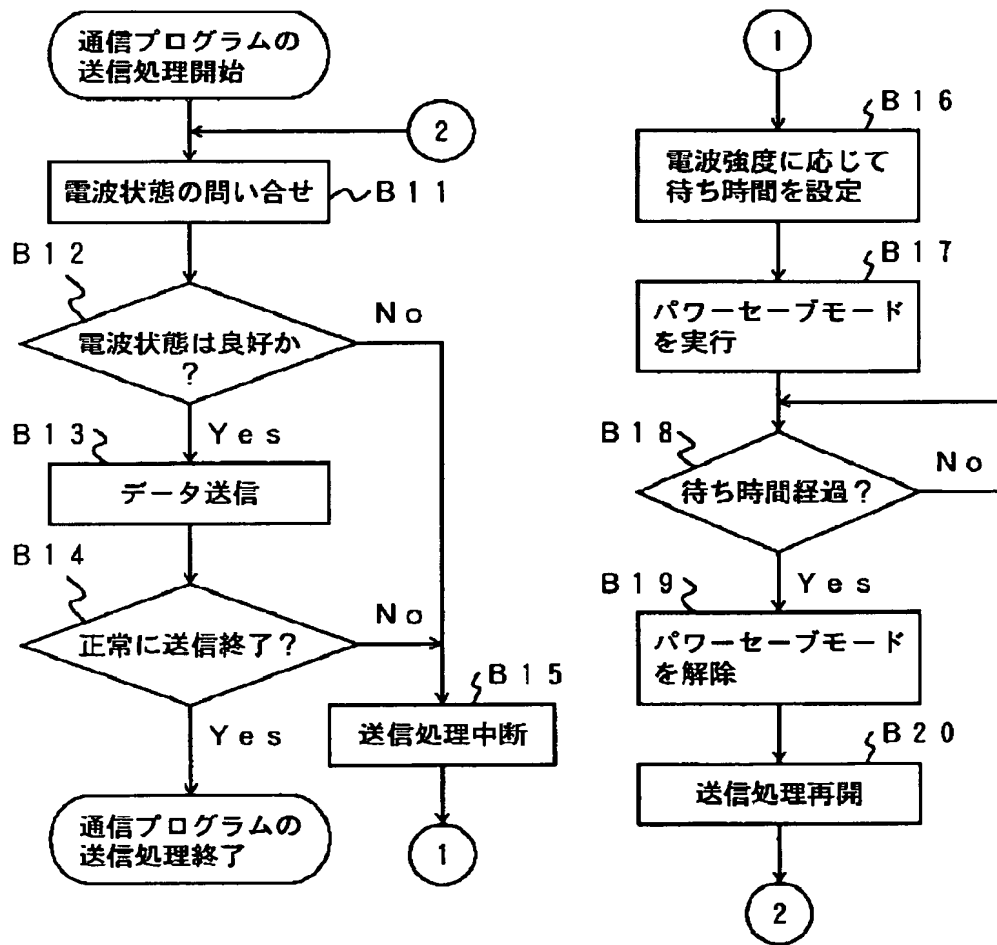 通信プログラムの
送信処理開始
2
電波状態の問い合せ
B11
B12
電波状態は良好か
?
No
Yes
B13
データ送信
B14
正常に送信終了?
No
Yes
B15
送信処理中断
通信プログラムの
送信処理終了
1
1
B16
電波強度に応じて
待ち時間を設定
B17
パワーセーブモード
を実行
B18
待ち時間経過?
No
Yes
B19
パワーセーブモード
を解除
B20
送信処理再開
2